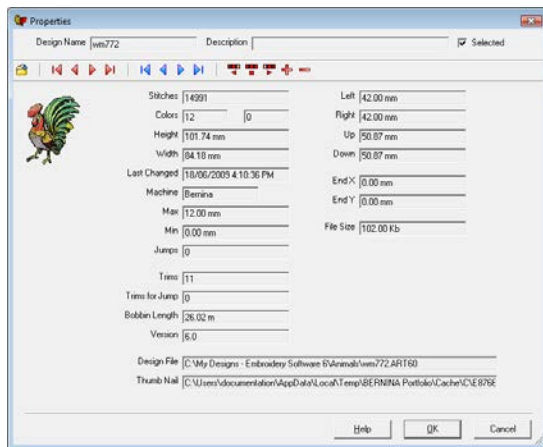 Properties
Design Name wm772 Description Selected
Stitches 14991 Left 42.00 mm
Colors 12 0 Right 42.00 mm
Height 101.74 mm Up 50.87 mm
Width 84.18 mm Down 50.87 mm
Last Changed 18/06/2009 4:18:36 PM End X 0.00 mm
Machine Bernina End Y 0.00 mm
Max 12.00 mm
Min 0.00 mm File Size 102.00 Kb
Jumps 0
Trims 11
Trims for Jump 0
Bobbin Length 26.02 m
Version 6.0
Design File C:\My Designs - Embroidery Software 6\Animals\wm772.ART60
Thumb Nail C:\Users\documentation\AppData\Local\Temp\BERNINA Portfolio\Cache\C\E876E
Help OK Cancel